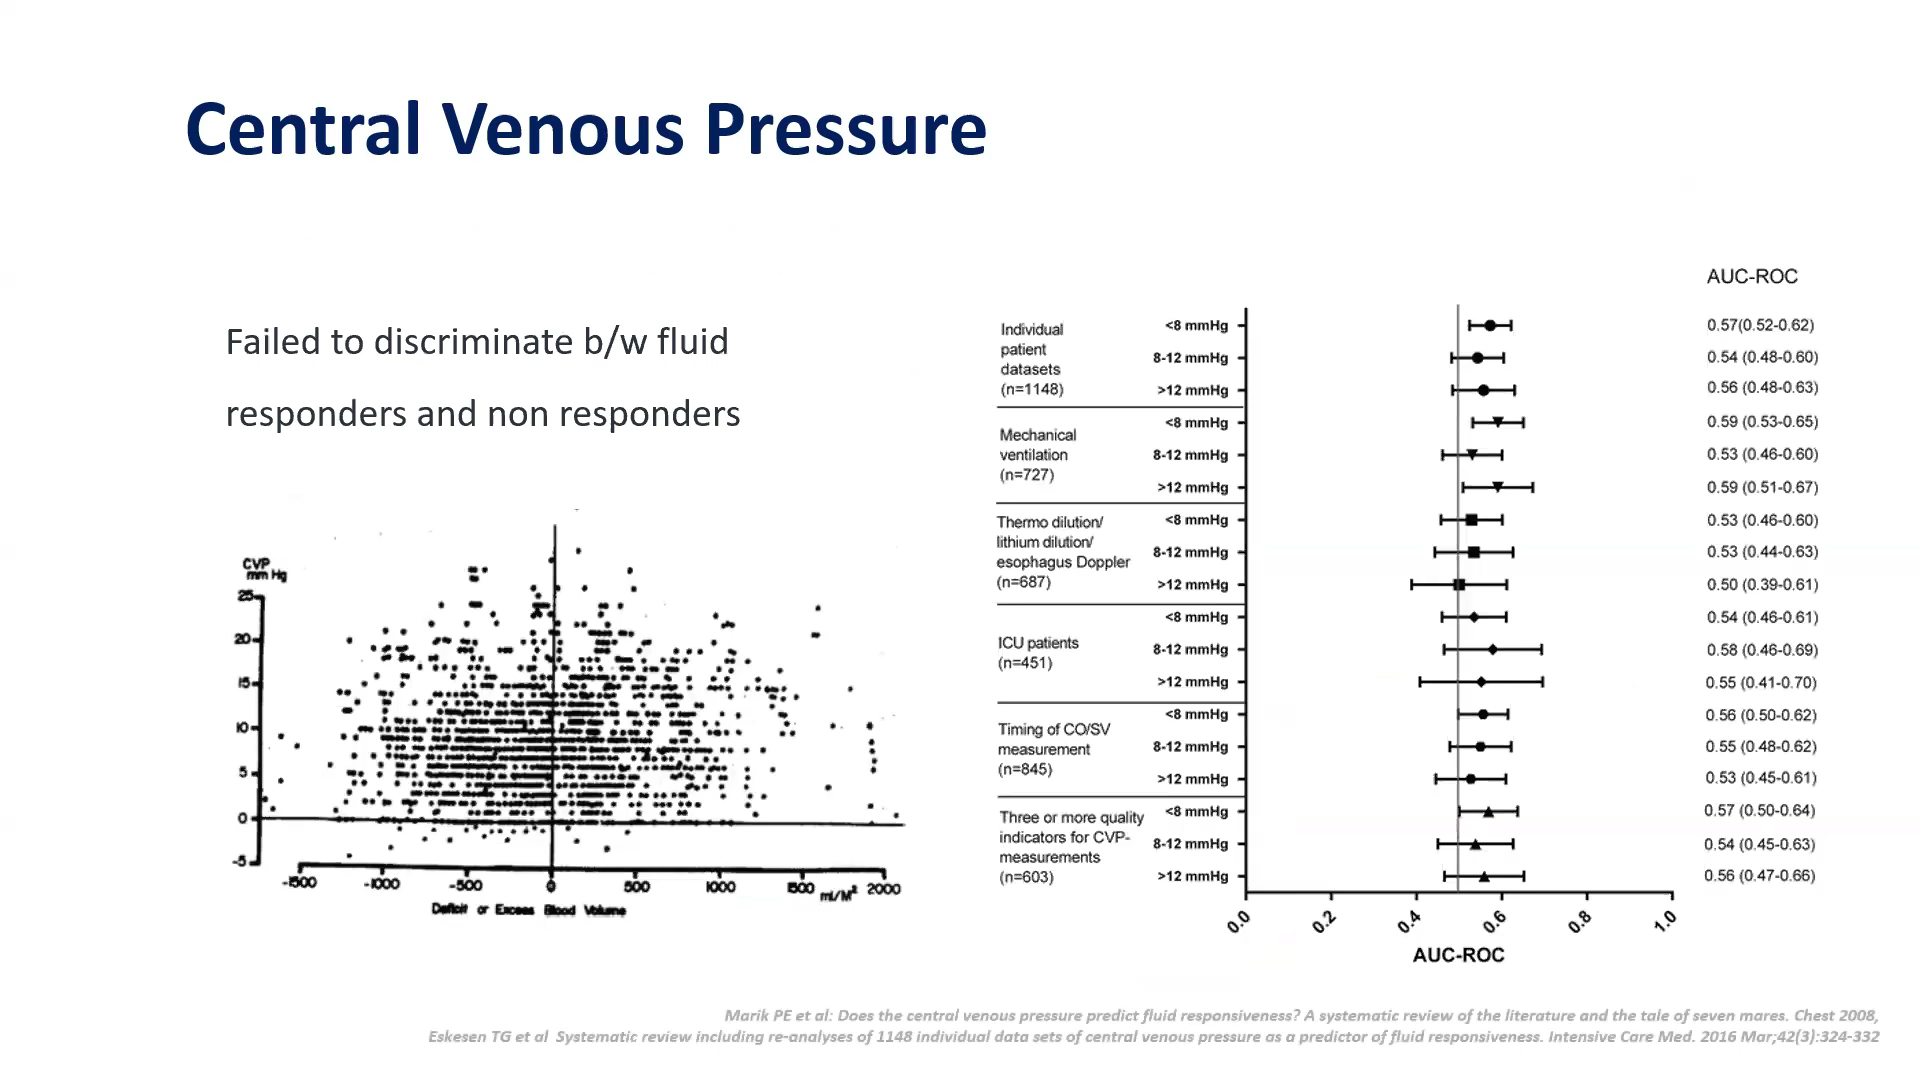 Central Venous Pressure
Failed to discriminate b/w fluid
responders and non responders
CVP
mm Hg
25
20
15
10
5
0
-5
-1500 -1000 -500 0 500 1000 1500 2000
ml/M²
Deficit or Excess Blood Volume
AUC-ROC
Individual
patient
datasets
(n=1148)
<8 mmHg 0.57(0.52-0.62)
8-12 mmHg 0.54 (0.48-0.60)
>12 mmHg 0.56 (0.48-0.63)
Mechanical
ventilation
(n=727)
<8 mmHg 0.59 (0.53-0.65)
8-12 mmHg 0.53 (0.46-0.60)
>12 mmHg 0.59 (0.51-0.67)
Thermo dilution/
lithium dilution/
esophagus Doppler
(n=687)
<8 mmHg 0.53 (0.46-0.60)
8-12 mmHg 0.53 (0.44-0.63)
>12 mmHg 0.50 (0.39-0.61)
ICU patients
(n=451)
<8 mmHg 0.54 (0.46-0.61)
8-12 mmHg 0.58 (0.46-0.69)
>12 mmHg 0.55 (0.41-0.70)
Timing of CO/SV
measurement
(n=845)
<8 mmHg 0.56 (0.50-0.62)
8-12 mmHg 0.55 (0.48-0.62)
>12 mmHg 0.53 (0.45-0.61)
Three or more quality
indicators for CVP-
measurements
(n=603)
<8 mmHg 0.57 (0.50-0.64)
8-12 mmHg 0.54 (0.45-0.63)
>12 mmHg 0.56 (0.47-0.66)
0.0 0.2 0.4 0.6 0.8 1.0
AUC-ROC
Marik PE et al: Does the central venous pressure predict fluid responsiveness? A systematic review of the literature and the tale of seven mares. Chest 2008,
Eskesen TG et al Systematic review including re-analyses of 1148 individual data sets of central venous pressure as a predictor of fluid responsiveness. Intensive Care Med. 2016 Mar;42(3):324-332